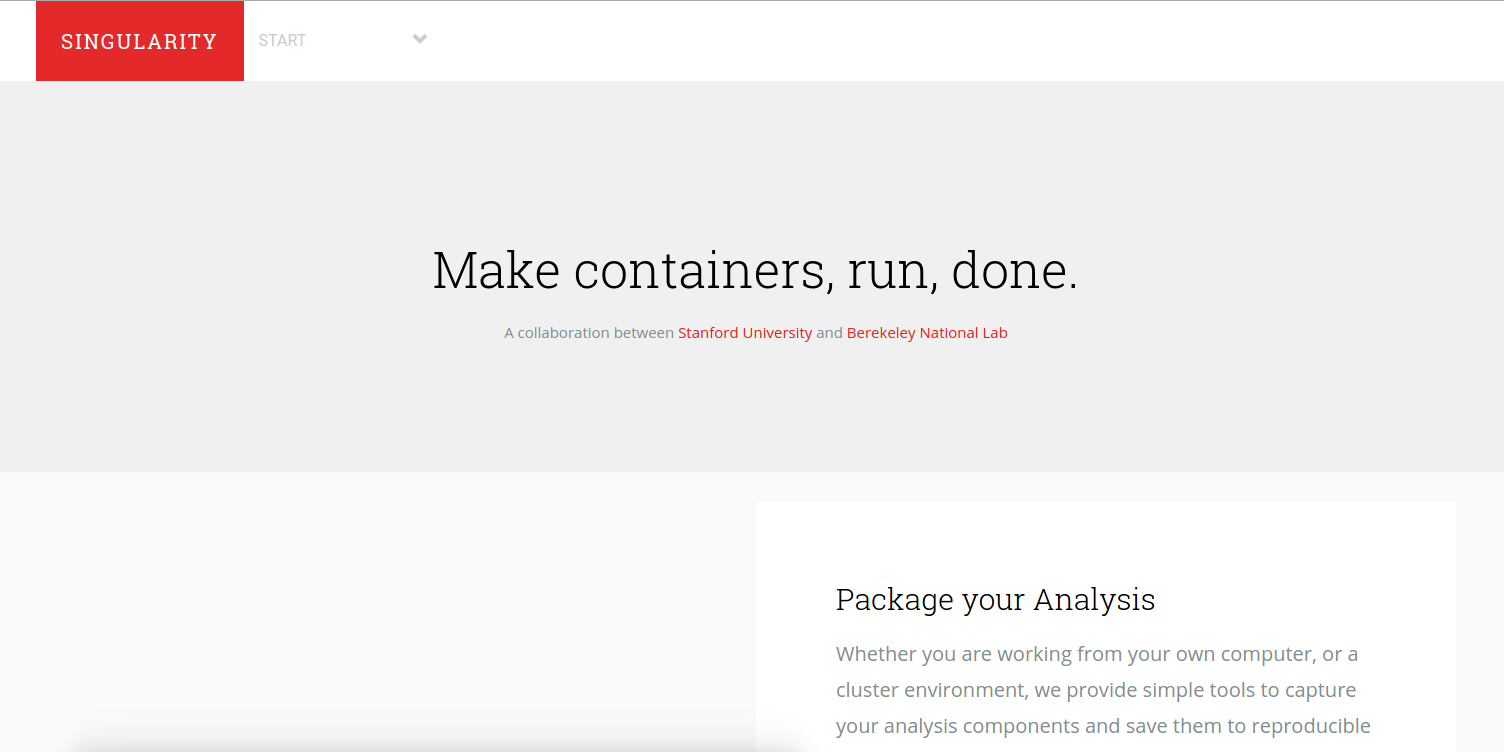 SINGULARITY
START
Make containers, run, done.
A collaboration between Stanford University and Berekeley National Lab
Package your Analysis
Whether you are working from your own computer, or a
cluster environment, we provide simple tools to capture
your analysis components and save them to reproducible